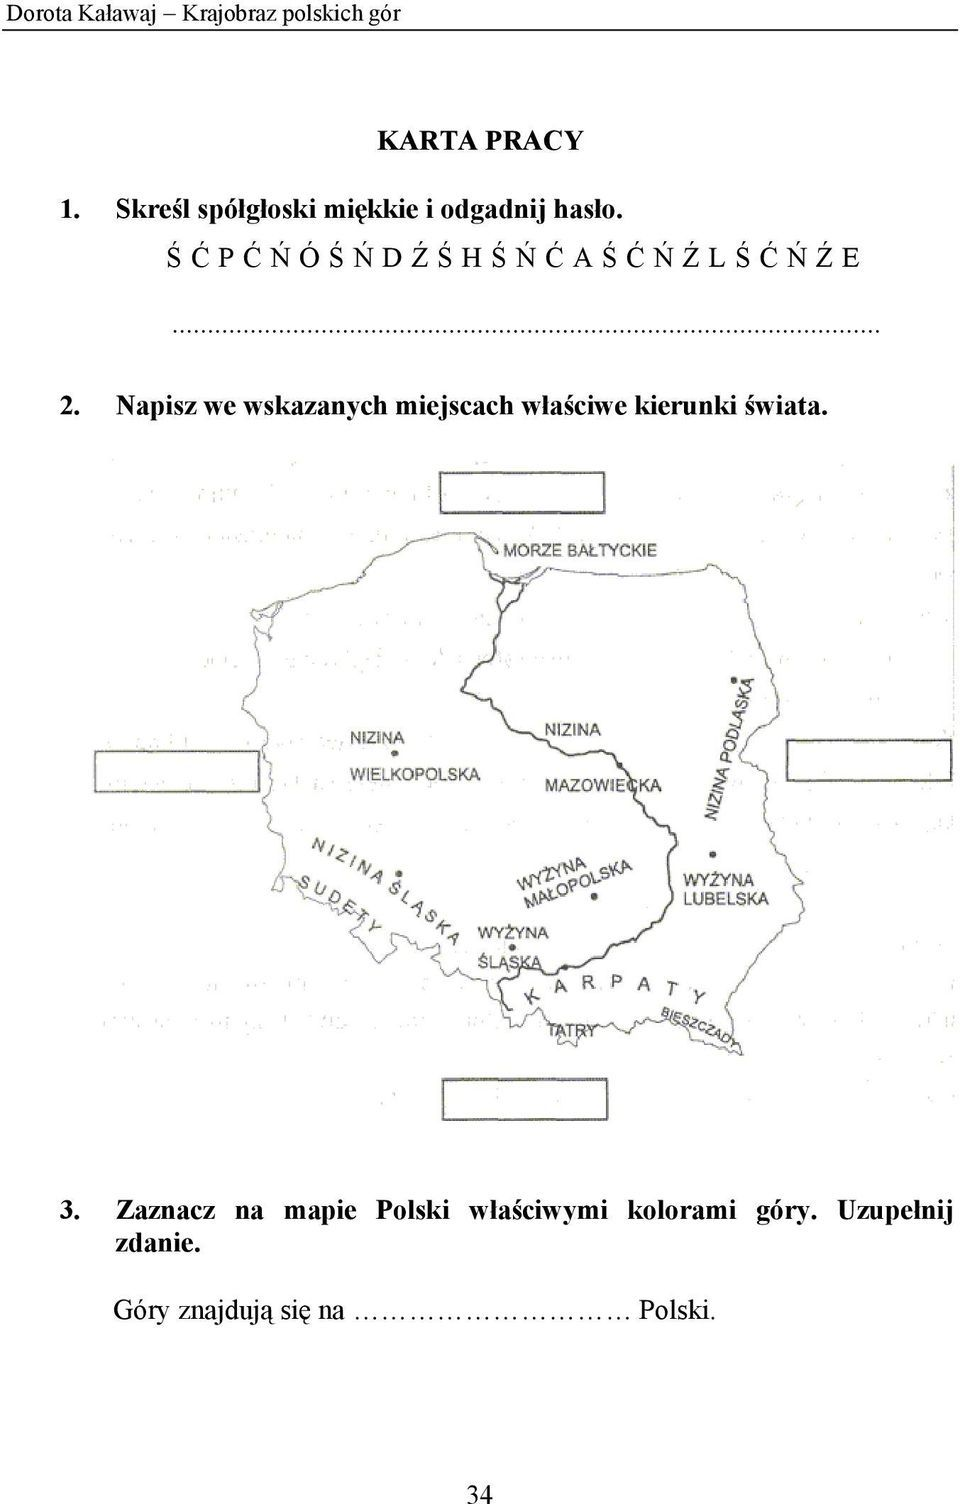 Dorota Kaławaj – Krajobraz polskich gór
KARTA PRACY
1. Skreśl spółgłoski miękkie i odgadnij hasło.
Ś Ć P Ć Ń Ó Ś Ń D Ź Ś H Ś Ń Ć A Ś Ć Ń Ź L Ś Ć Ń Ź E
....................................................................................................
2. Napisz we wskazanych miejscach właściwe kierunki świata.
MORZE BAŁTYCKIE
NIZINA
WIELKOPOLSKA
NIZINA
MAZOWIECKA
NIZINA PODLASKA
NIZINA ŚLĄSKA
SUDETY
WYŻYNA
MAŁOPOLSKA
WYŻYNA
LUBELSKA
WYŻYNA
ŚLĄSKA
KARPATY
TATRY
BIESZCZADY
3. Zaznacz na mapie Polski właściwymi kolorami góry. Uzupełnij
zdanie.
Góry znajdują się na ………………………… Polski.
34